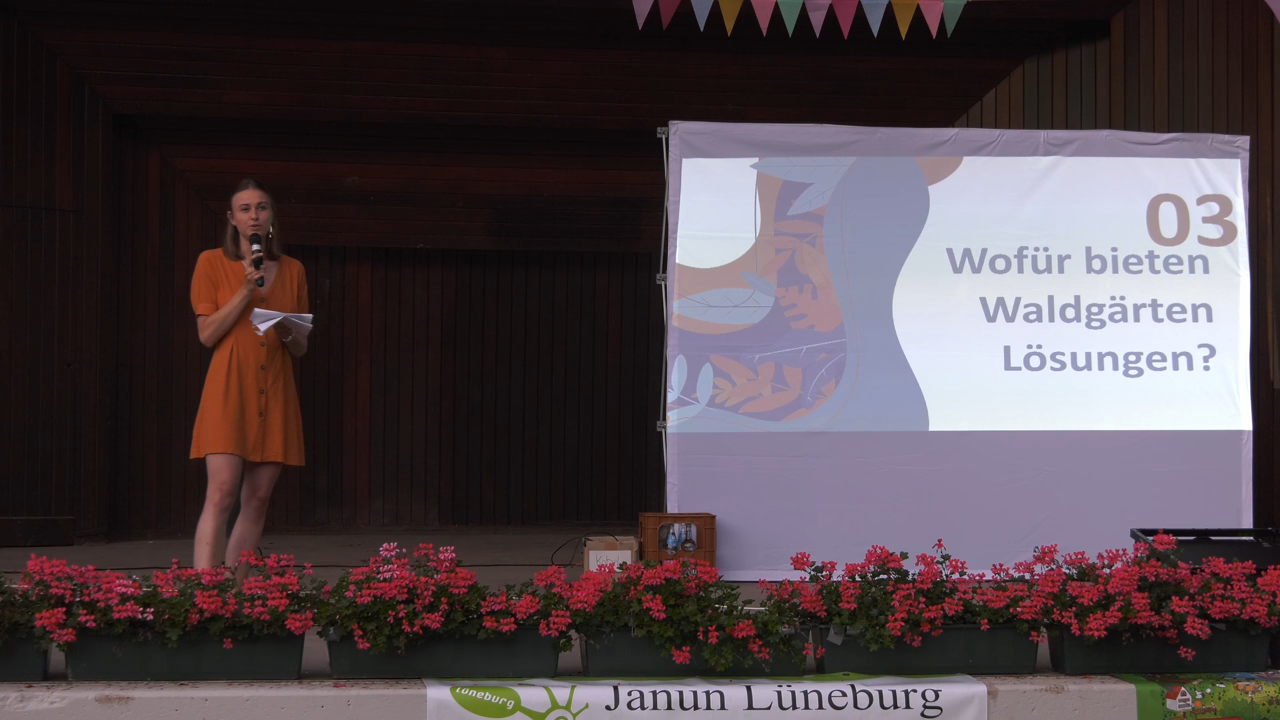 03
Wofür bieten
Waldgärten
Lösungen?
Lüneburg
Janun Lüneburg